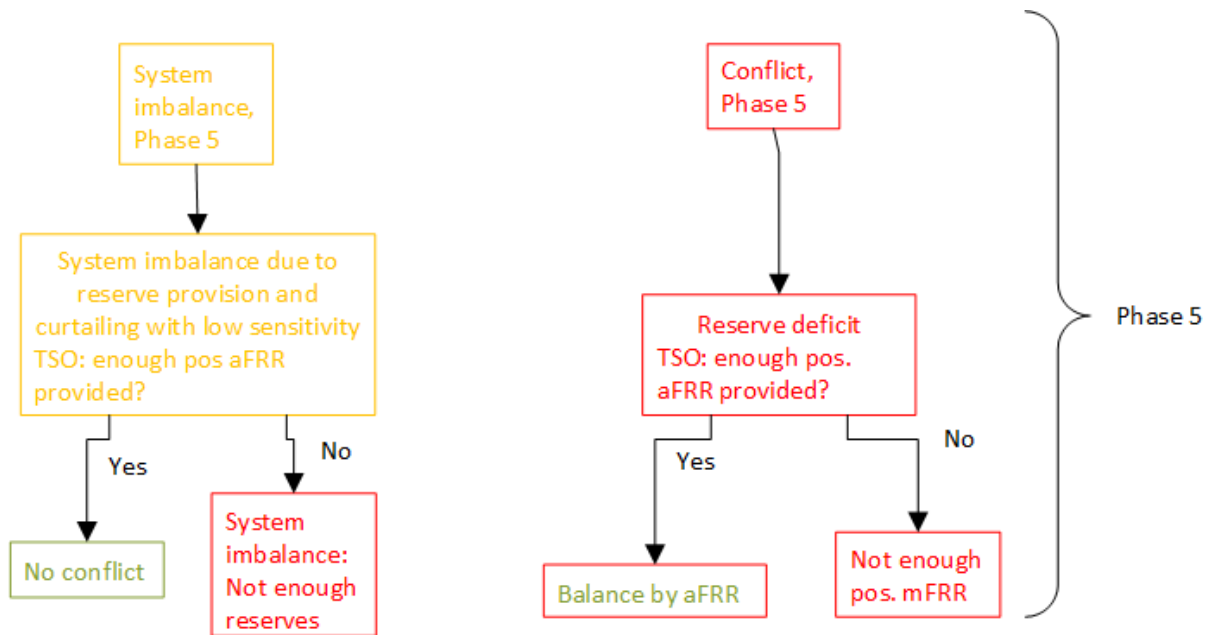 System
imbalance,
Phase 5
System imbalance due to
reserve provision and
curtailing with low sensitivity
TSO: enough pos aFRR
provided?
Yes
No
No conflict
System
imbalance:
Not enough
reserves
Conflict,
Phase 5
Reserve deficit
TSO: enough pos.
aFRR provided?
Yes
No
Balance by aFRR
Not enough
pos. mFRR
Phase 5